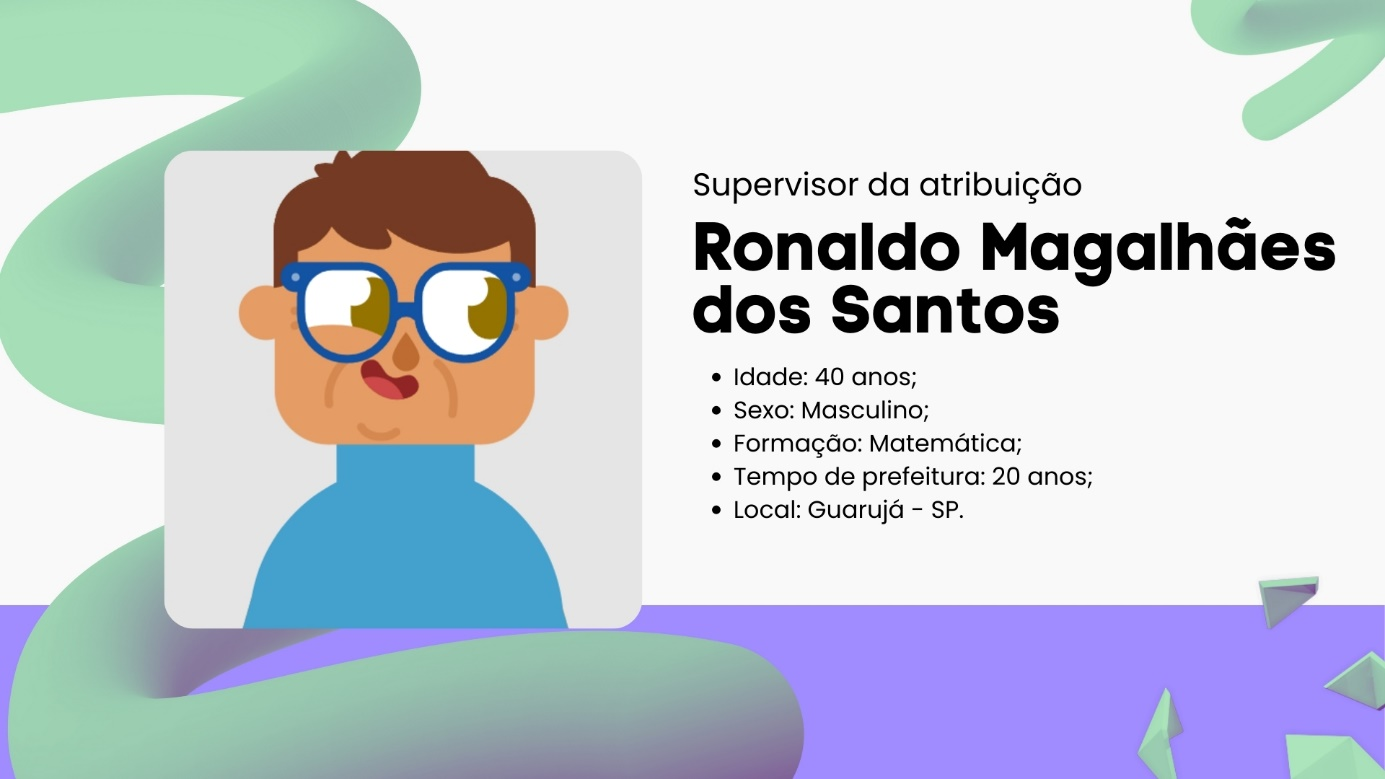 Supervisor da atribuição
Ronaldo Magalhães
dos Santos
• Idade: 40 anos;
• Sexo: Masculino;
• Formação: Matemática;
• Tempo de prefeitura: 20 anos;
• Local: Guarujá - SP.